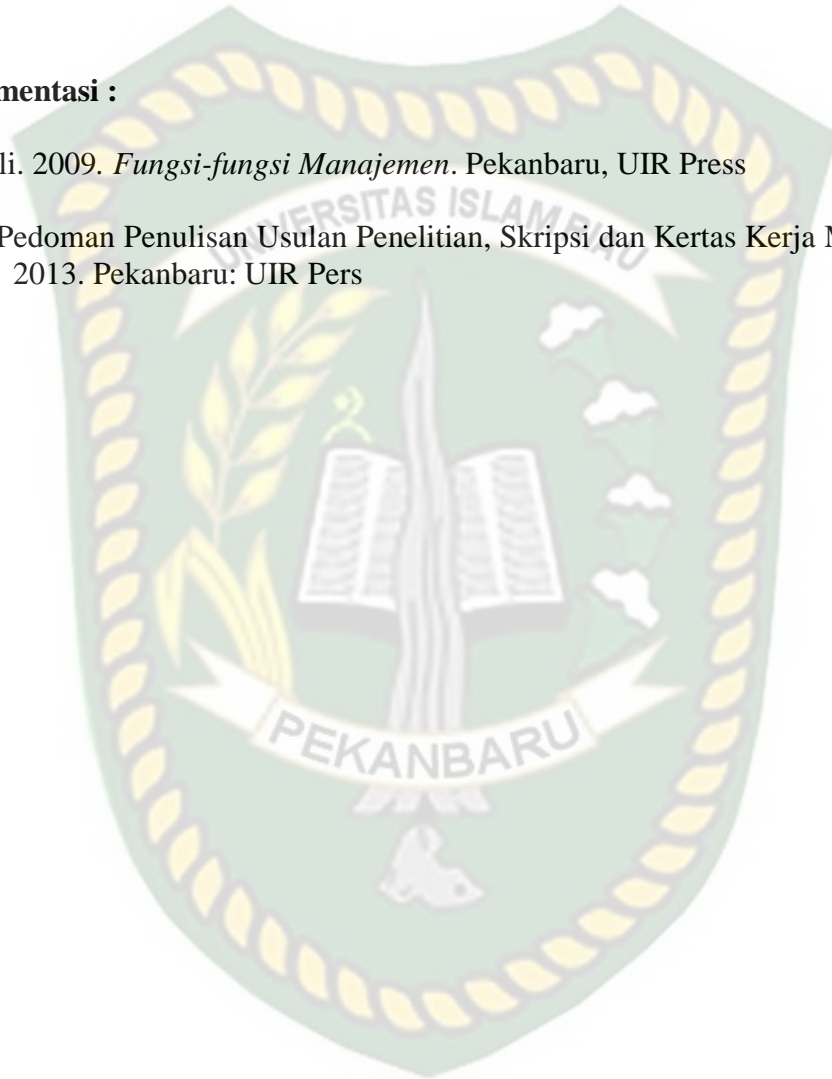 mentasi :
li. 2009. Fungsi-fungsi Manajemen. Pekanbaru, UIR Press
UNIVERSITAS ISLAM RIAU
Pedoman Penulisan Usulan Penelitian, Skripsi dan Kertas Kerja M
2013. Pekanbaru: UIR Pers
PEKANBARU